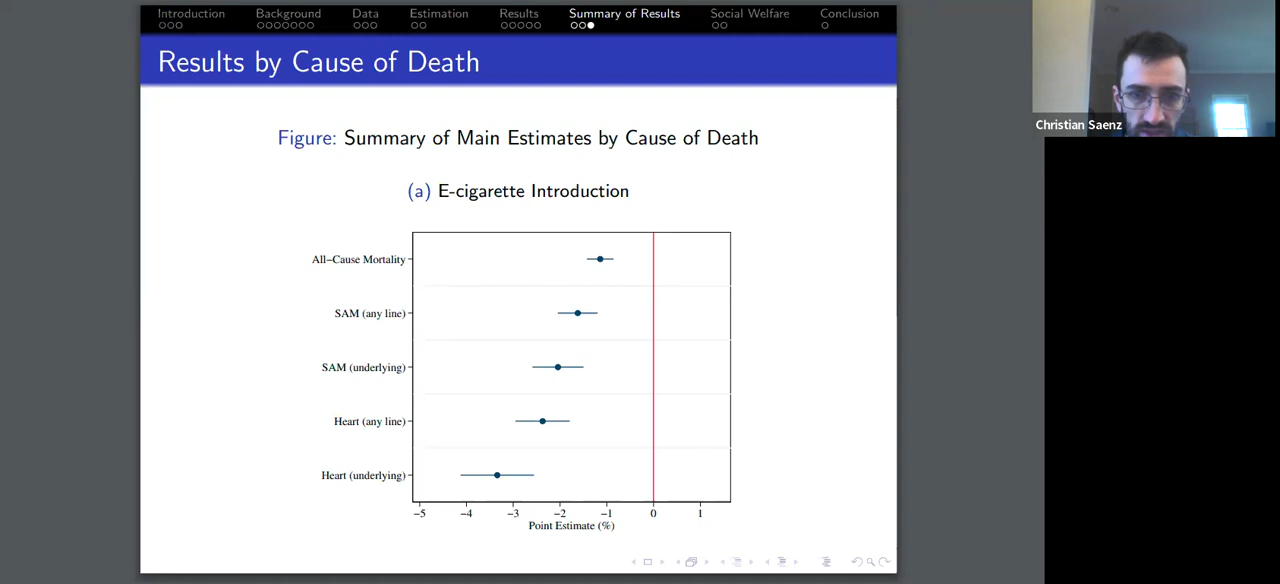 Introduction Background Data Estimation Results Summary of Results Social Welfare Conclusion
Results by Cause of Death
Christian Saenz
Figure: Summary of Main Estimates by Cause of Death
(a) E-cigarette Introduction
All−Cause Mortality
SAM (any line)
SAM (underlying)
Heart (any line)
Heart (underlying)
−5 −4 −3 −2 −1 0 1
Point Estimate (%)